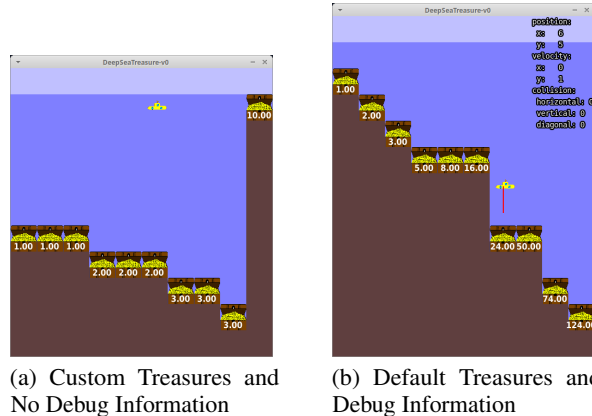 DeepSeaTreasure-v0
10.00
1.00 1.00 1.00
2.00 2.00 2.00
3.00 3.00
3.00
(a) Custom Treasures and
No Debug Information
DeepSeaTreasure-v0
position:
x: 6
y: 5
velocity:
x: 0
y: 1
collision:
horizontal: 0
vertical: 0
diagonal: 0
1.00
2.00
3.00
5.00 8.00 16.00
24.00 50.00
74.00
124.00
(b) Default Treasures and
Debug Information